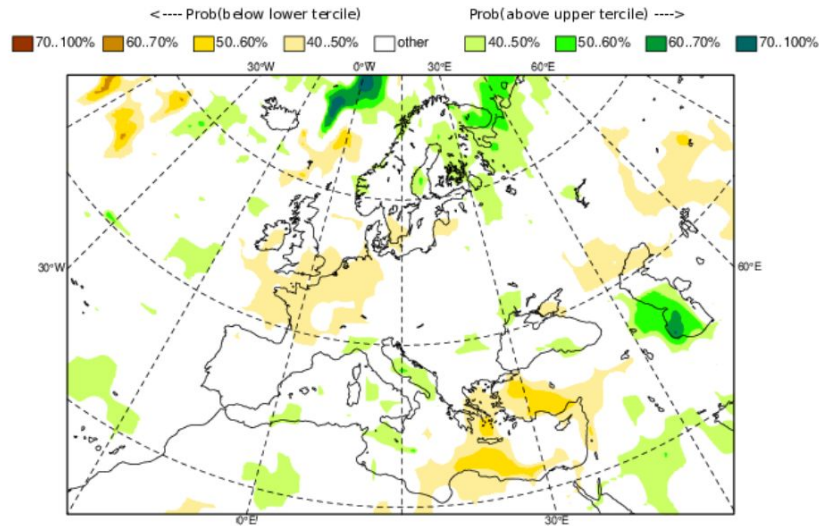 <---- Prob(below lower tercile) Prob(above upper tercile) ---->
70..100% 60..70% 50..60% 40..50% other 40..50% 50..60% 60..70% 70..100%
30°W 0°W 30°E 60°E
30°W 60°E
0°E 30°E